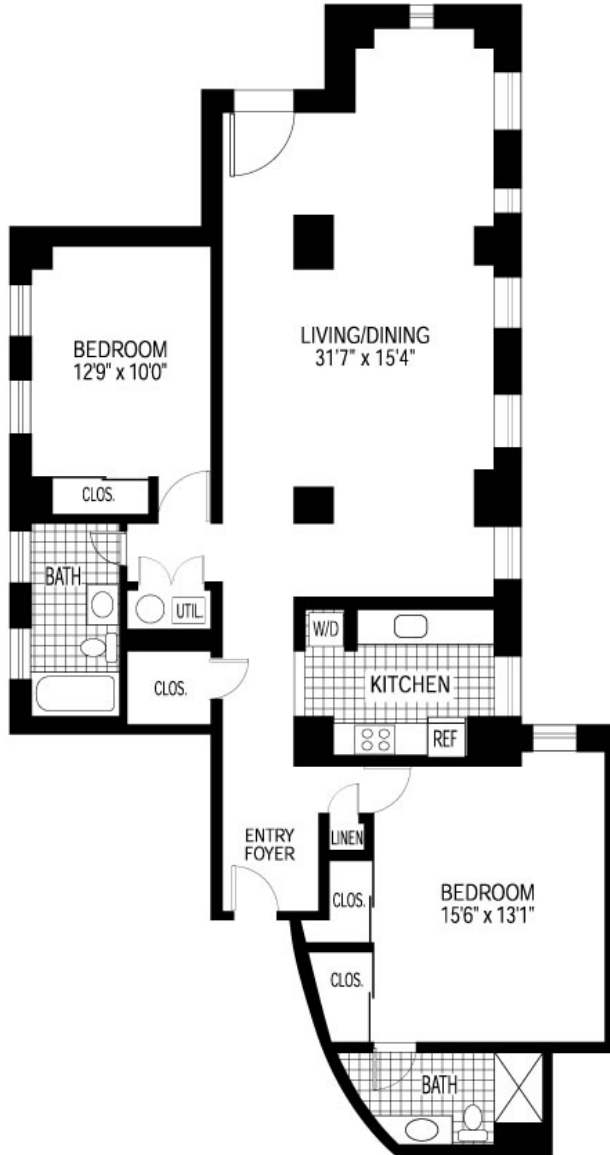 LIVING/DINING
31'7" x 15'4"
BEDROOM
12'9" x 10'0"
CLOS.
BATH
UTIL.
W/D
CLOS.
KITCHEN
REF
ENTRY
FOYER
LINEN
CLOS.
BEDROOM
15'6" x 13'1"
CLOS.
BATH